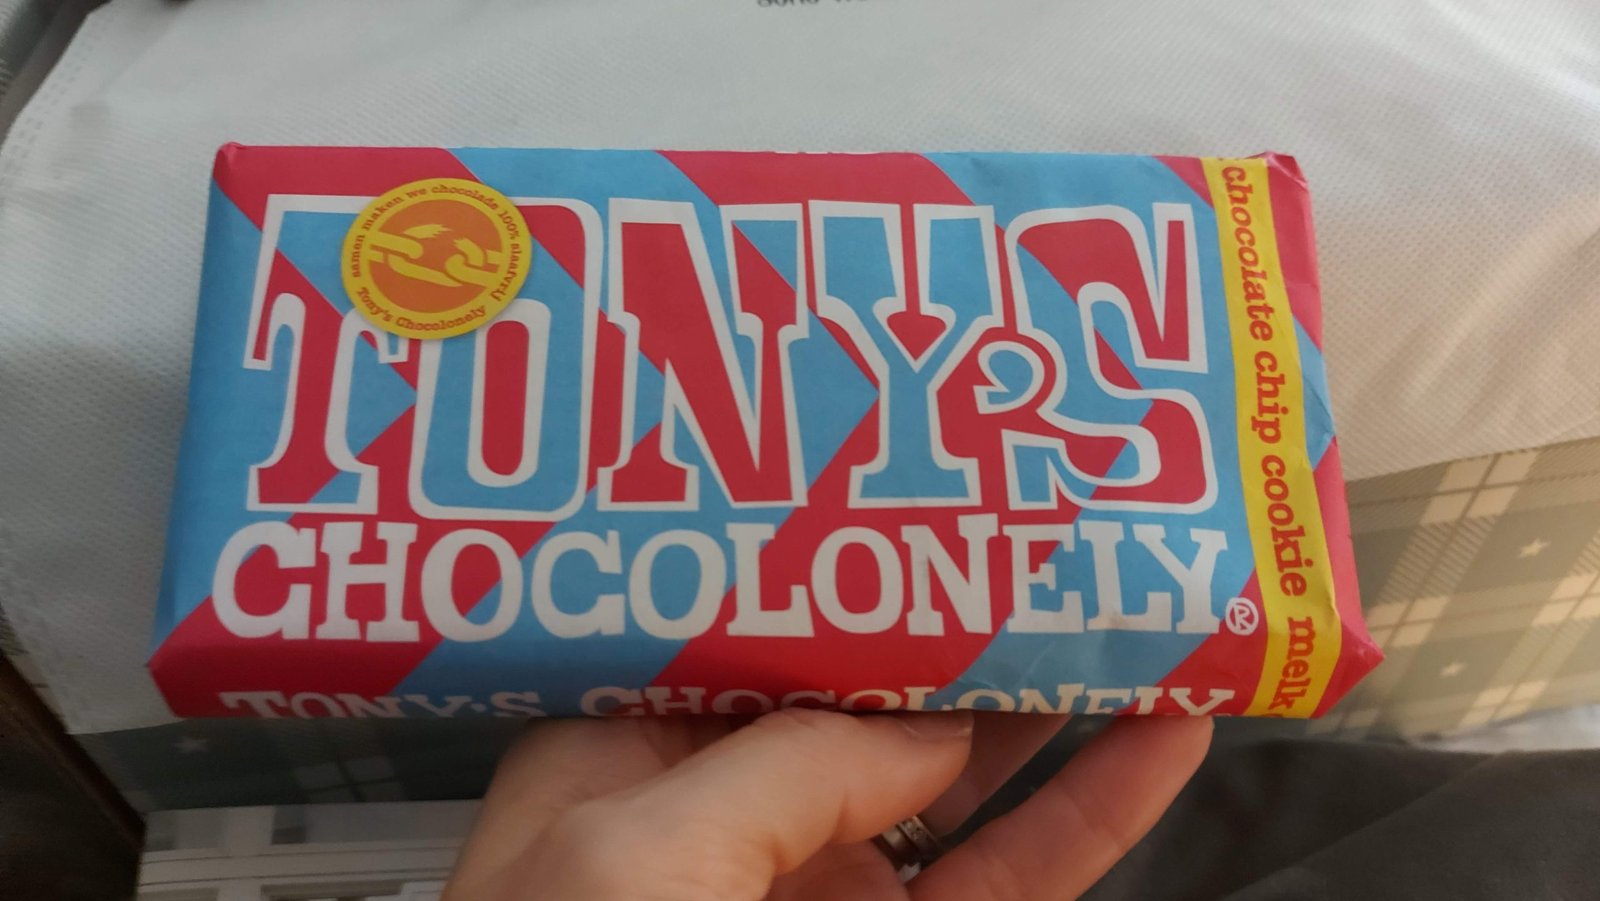 samen maken we chocolade 100% slaafvrij
Tony's Chocolonely
TONY'S
CHOCOLONELY®
TONY'S CHOCOLONELY
chocolate chip cookie melk